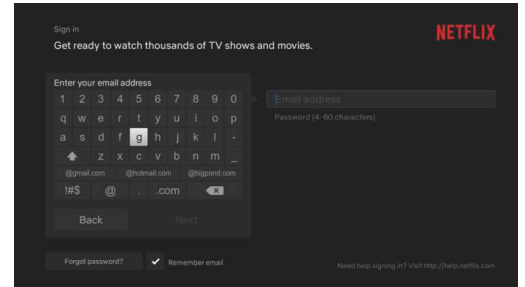 Sign in
NETFLIX
Get ready to watch thousands of TV shows and movies.
Enter your email address
1 2 3 4 5 6 7 8 9 0
Email address
q w e r t y u i o p
Password (4-60 characters)
a s d f g h j k l -
z x c v b n m _
@gmail.com @hotmail.com @bigpond.com
!#$ @ . .com
Back Next
Forgot password? Remember email
Need help signing in? Visit http://help.netflix.com